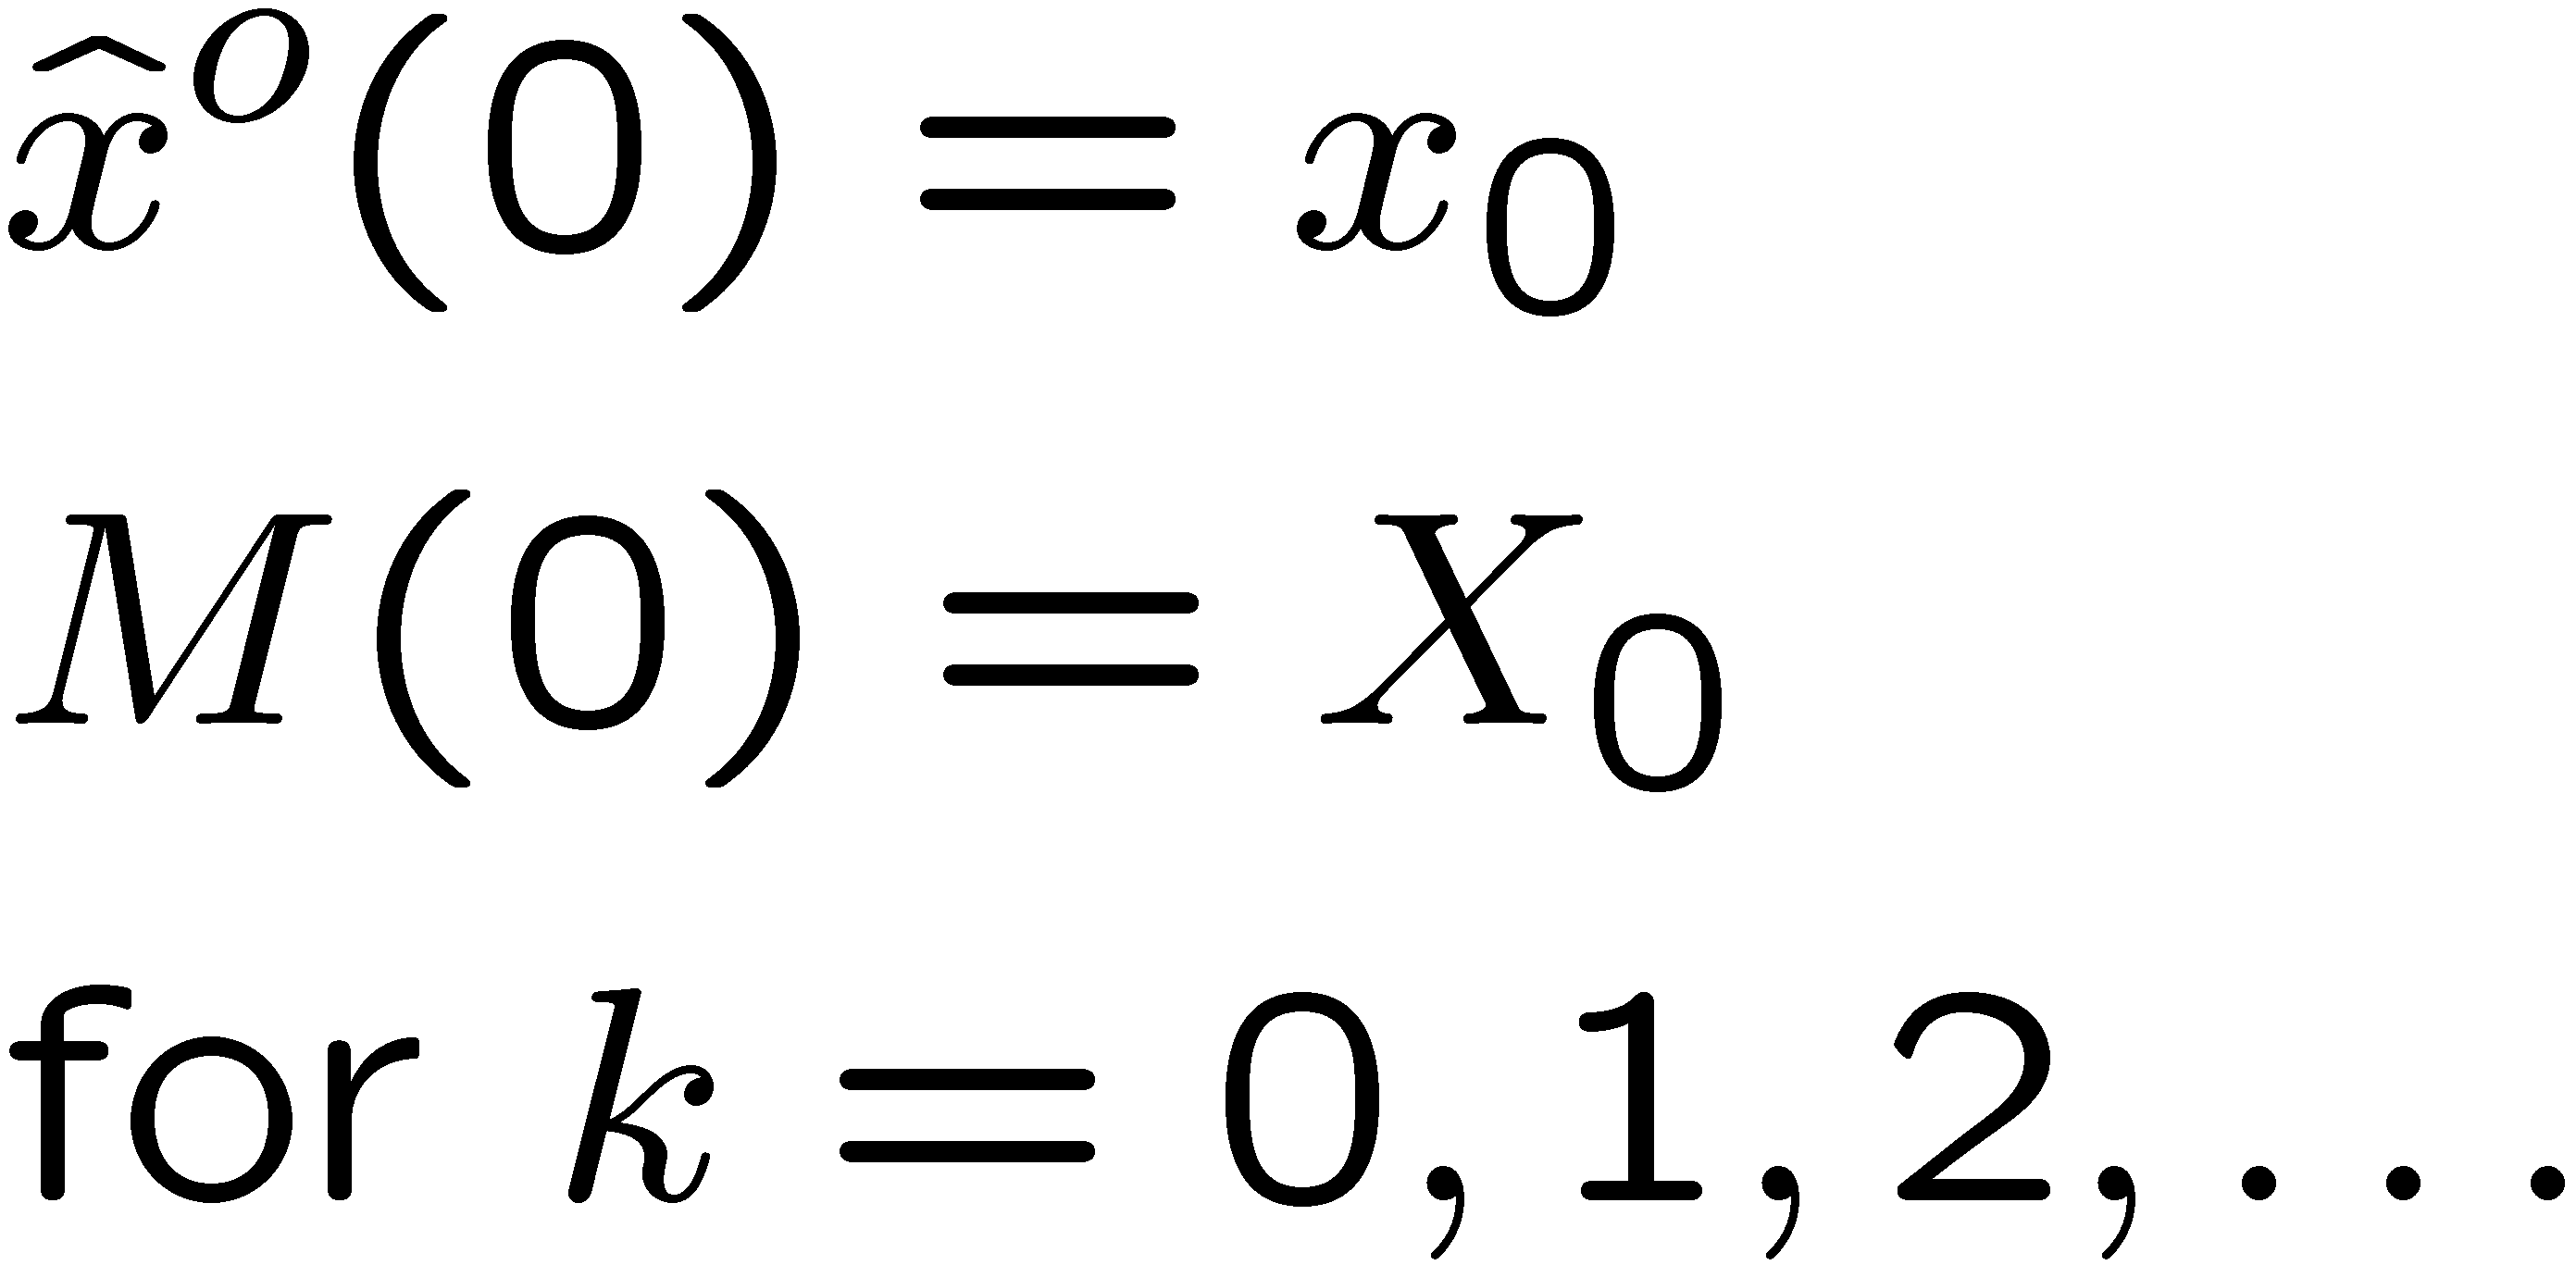 x̂ᵒ(0) = x₀
M(0) = X₀
for k = 0, 1, 2, . . .